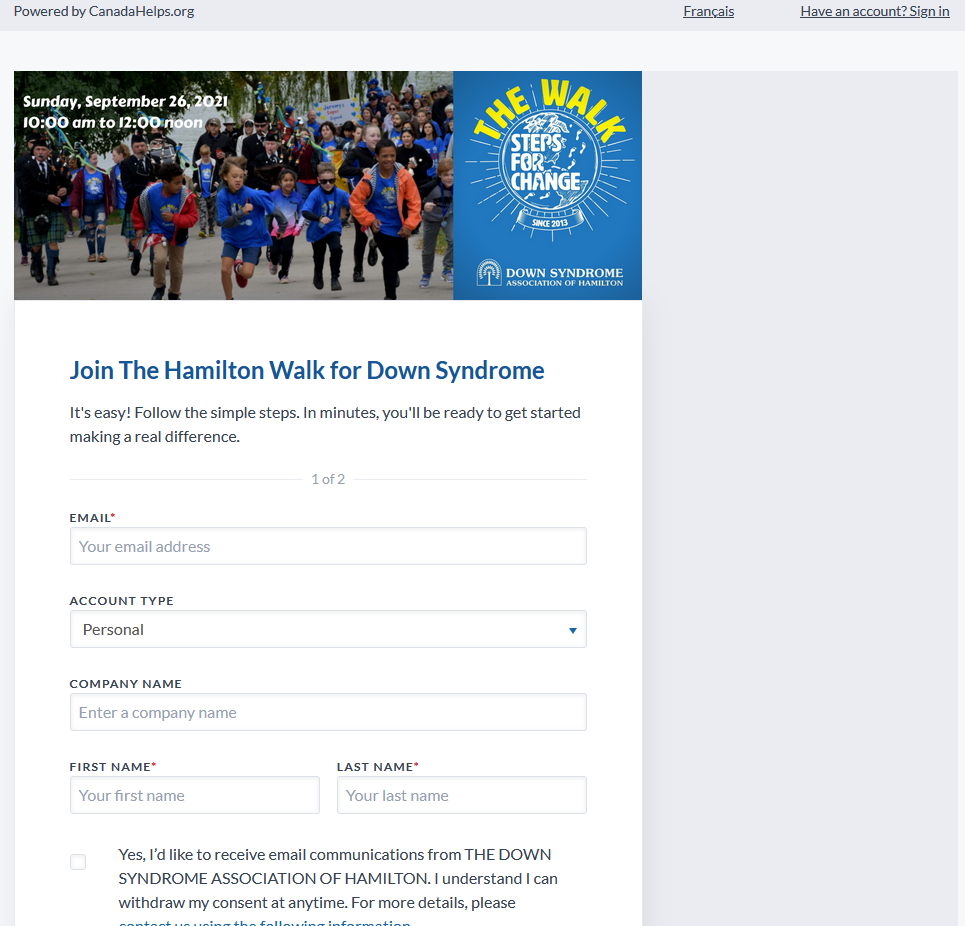 Powered by CanadaHelps.org
Français
Have an account? Sign in
Sunday, September 26, 2021
10:00 am to 12:00 noon
THE WALK
STEPS
FOR
CHANGE
SINCE 2013
DOWN SYNDROME
ASSOCIATION OF HAMILTON
Join The Hamilton Walk for Down Syndrome
It's easy! Follow the simple steps. In minutes, you'll be ready to get started
making a real difference.
1 of 2
EMAIL*
Your email address
ACCOUNT TYPE
Personal
COMPANY NAME
Enter a company name
FIRST NAME*
LAST NAME*
Your first name
Your last name
Yes, I’d like to receive email communications from THE DOWN
SYNDROME ASSOCIATION OF HAMILTON. I understand I can
withdraw my consent at anytime. For more details, please
contact us using the following information.